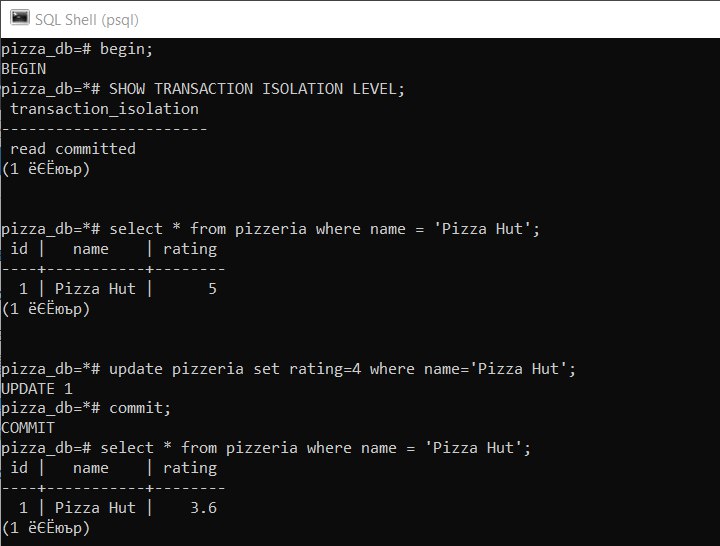 SQL Shell (psql)
pizza_db=# begin;
BEGIN
pizza_db=*# SHOW TRANSACTION ISOLATION LEVEL;
 transaction_isolation
-----------------------
 read committed
(1 ёЄЁюър)
pizza_db=*# select * from pizzeria where name = 'Pizza Hut';
 id |   name    | rating
----+-----------+--------
  1 | Pizza Hut |      5
(1 ёЄЁюър)
pizza_db=*# update pizzeria set rating=4 where name='Pizza Hut';
UPDATE 1
pizza_db=*# commit;
COMMIT
pizza_db=# select * from pizzeria where name = 'Pizza Hut';
 id |   name    | rating
----+-----------+--------
  1 | Pizza Hut |    3.6
(1 ёЄЁюър)